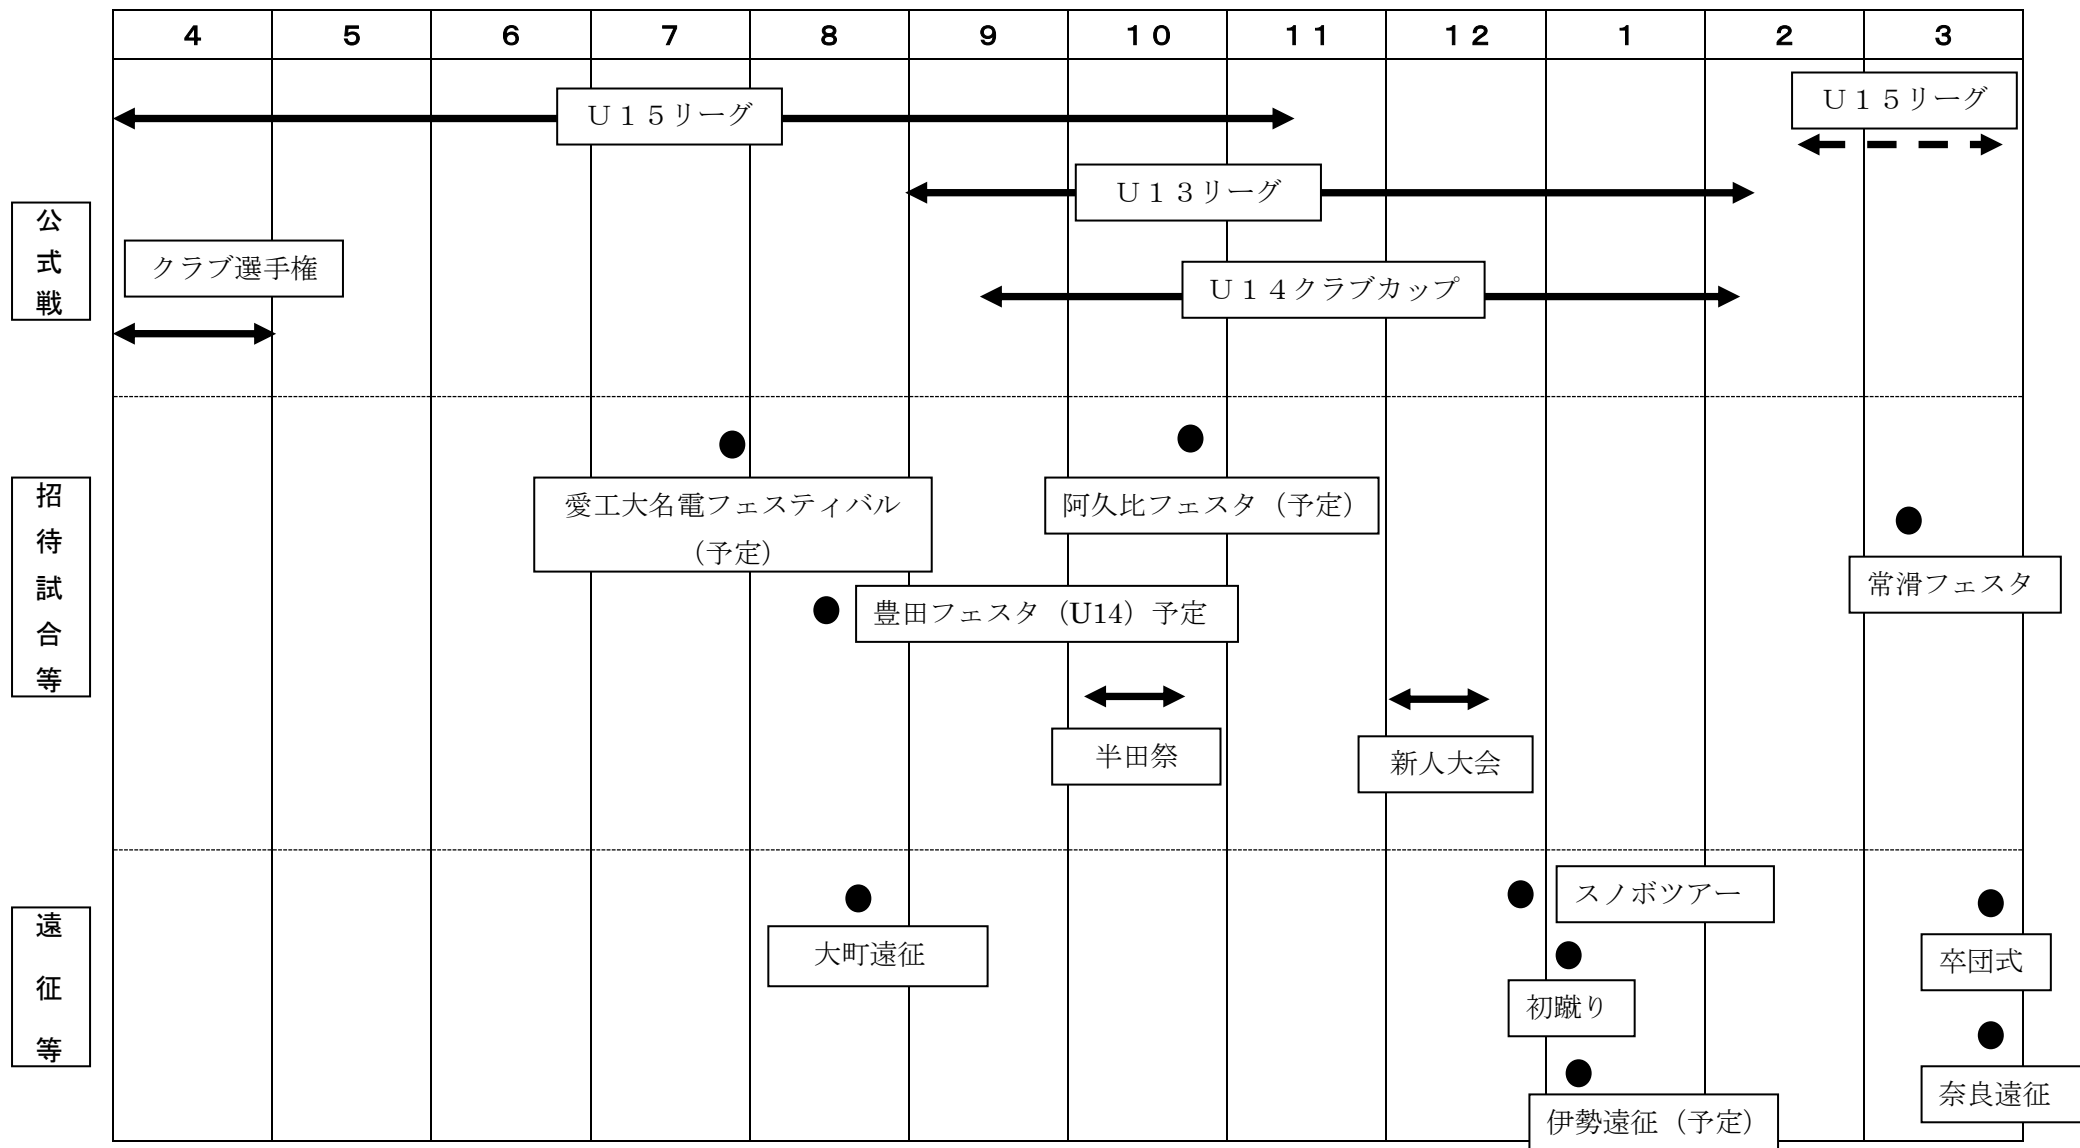 4 5 6 7 8 9 10 11 12 1 2 3
公式戦
U15リーグ
U15リーグ
U13リーグ
クラブ選手権
U14クラブカップ
招待試合等
愛工大名電フェスティバル
(予定)
阿久比フェスタ(予定)
常滑フェスタ
豊田フェスタ(U14)予定
半田祭
新人大会
遠征等
スノボツアー
大町遠征
卒団式
初蹴り
奈良遠征
伊勢遠征(予定)